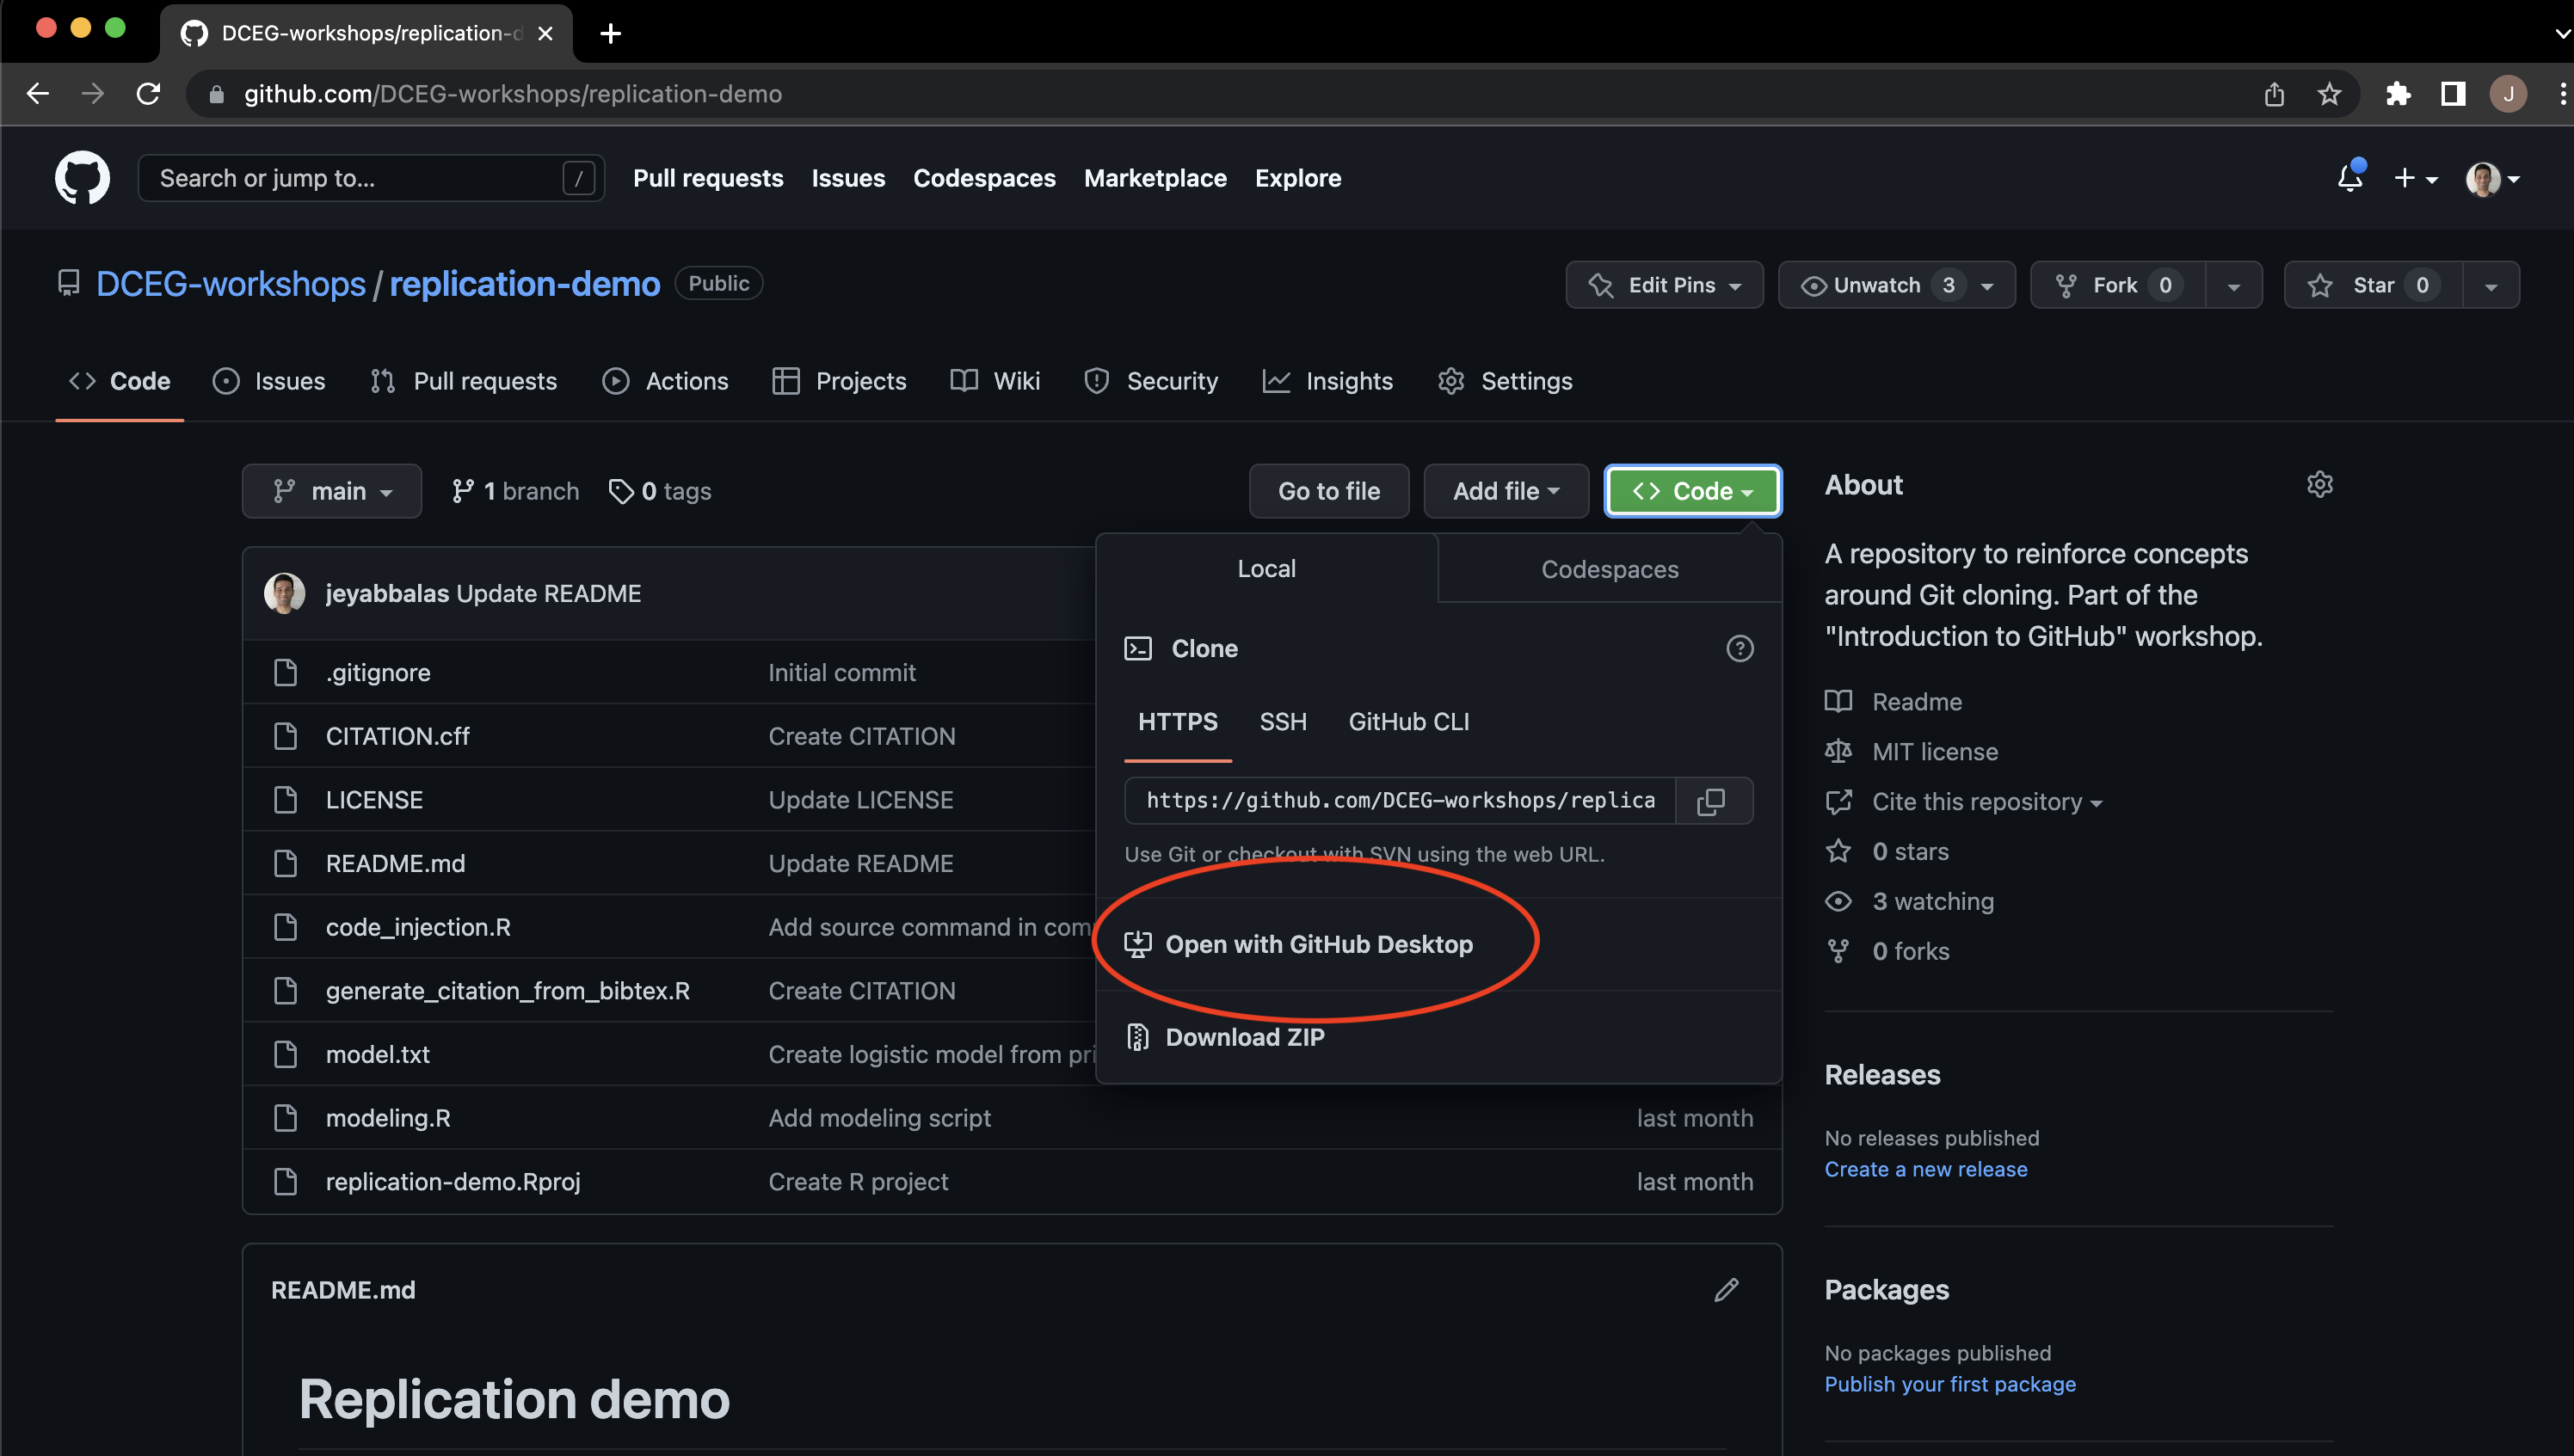 DCEG-workshops/replication-d
github.com/DCEG-workshops/replication-demo
J
Search or jump to... /
Pull requests Issues Codespaces Marketplace Explore
DCEG-workshops / replication-demo Public
Edit Pins Unwatch 3 Fork 0 Star 0
Code Issues Pull requests Actions Projects Wiki Security Insights Settings
main 1 branch 0 tags Go to file Add file Code
jeyabbalas Update README
.gitignore Initial commit
CITATION.cff Create CITATION
LICENSE Update LICENSE
README.md Update README
code_injection.R Add source command in com
generate_citation_from_bibtex.R Create CITATION
model.txt Create logistic model from pri
modeling.R Add modeling script last month
replication-demo.Rproj Create R project last month
Local Codespaces
Clone
HTTPS SSH GitHub CLI
https://github.com/DCEG-workshops/replica
Use Git or checkout with SVN using the web URL.
Open with GitHub Desktop
Download ZIP
README.md
Replication demo
About
A repository to reinforce concepts
around Git cloning. Part of the
"Introduction to GitHub" workshop.
Readme
MIT license
Cite this repository
0 stars
3 watching
0 forks
Releases
No releases published
Create a new release
Packages
No packages published
Publish your first package